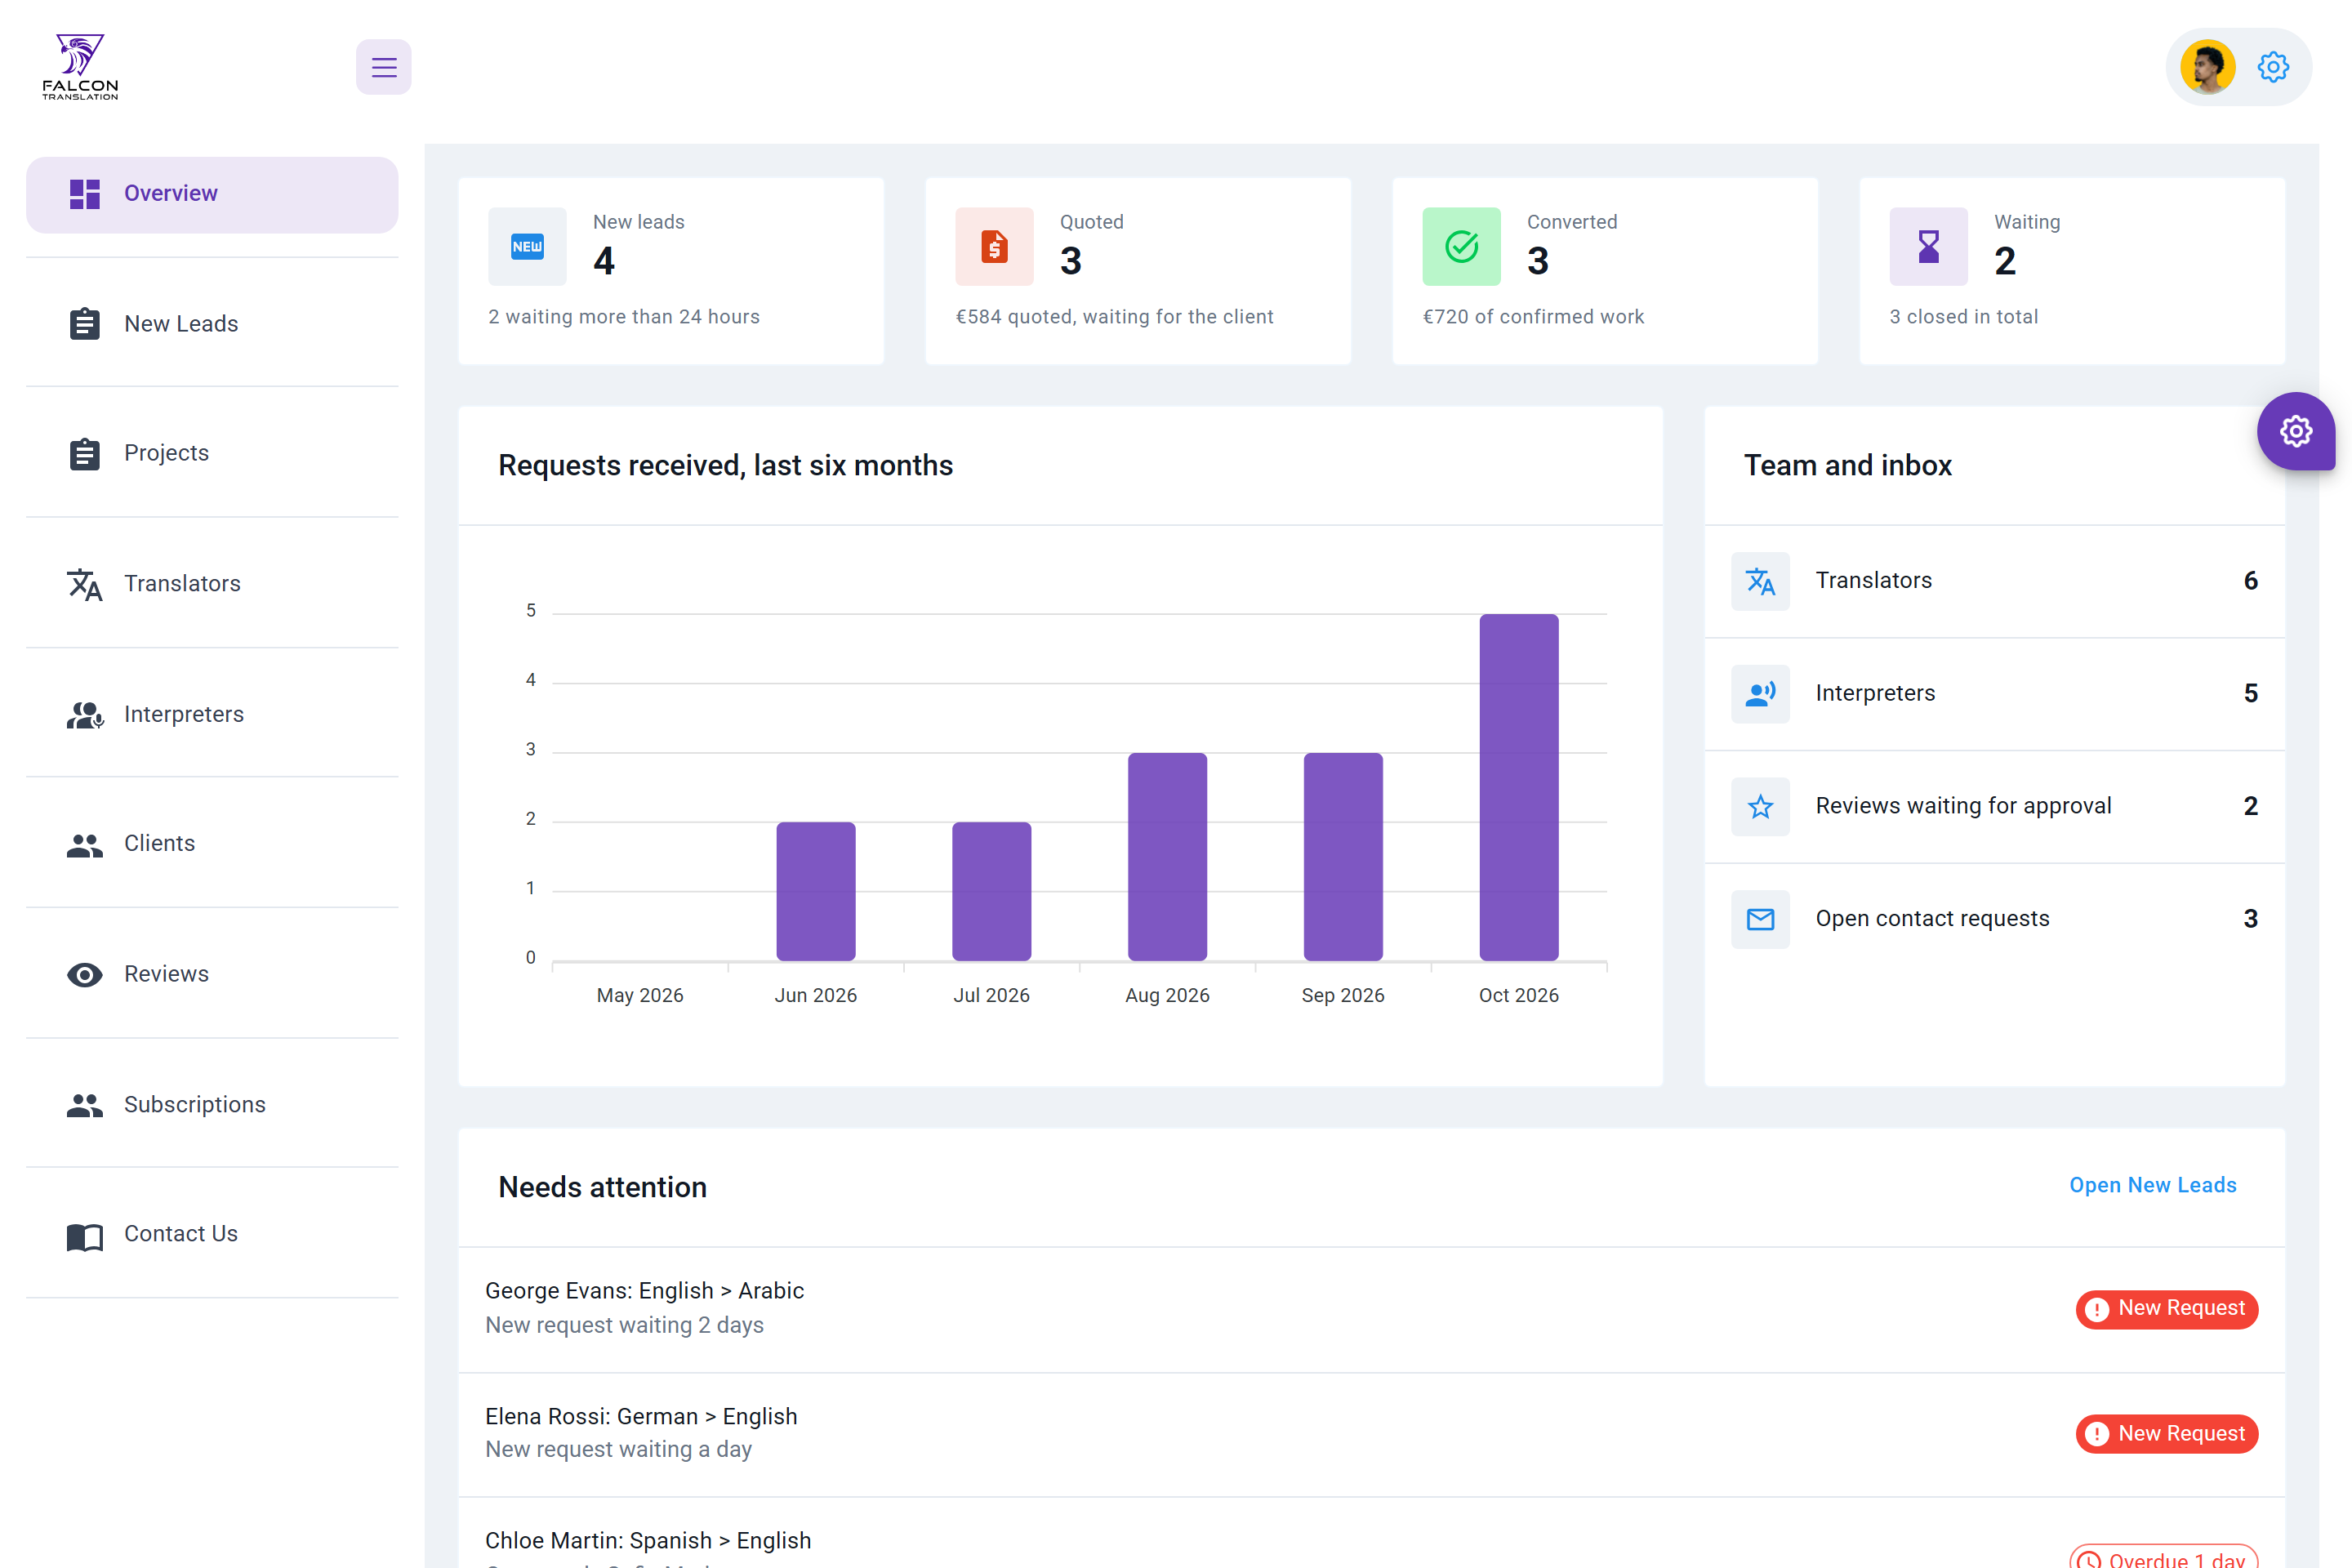 FALCON
TRANSLATION
Overview
New Leads
Projects
Translators
Interpreters
Clients
Reviews
Subscriptions
Contact Us
NEW
New leads
4
2 waiting more than 24 hours
$
Quoted
3
€584 quoted, waiting for the client
Converted
3
€720 of confirmed work
Waiting
2
3 closed in total
Requests received, last six months
5
4
3
2
1
0
May 2026
Jun 2026
Jul 2026
Aug 2026
Sep 2026
Oct 2026
Team and inbox
Translators 6
Interpreters 5
Reviews waiting for approval 2
Open contact requests 3
Needs attention
Open New Leads
George Evans: English > Arabic
New request waiting 2 days
New Request
Elena Rossi: German > English
New request waiting a day
New Request
Chloe Martin: Spanish > English
Overdue 1 day